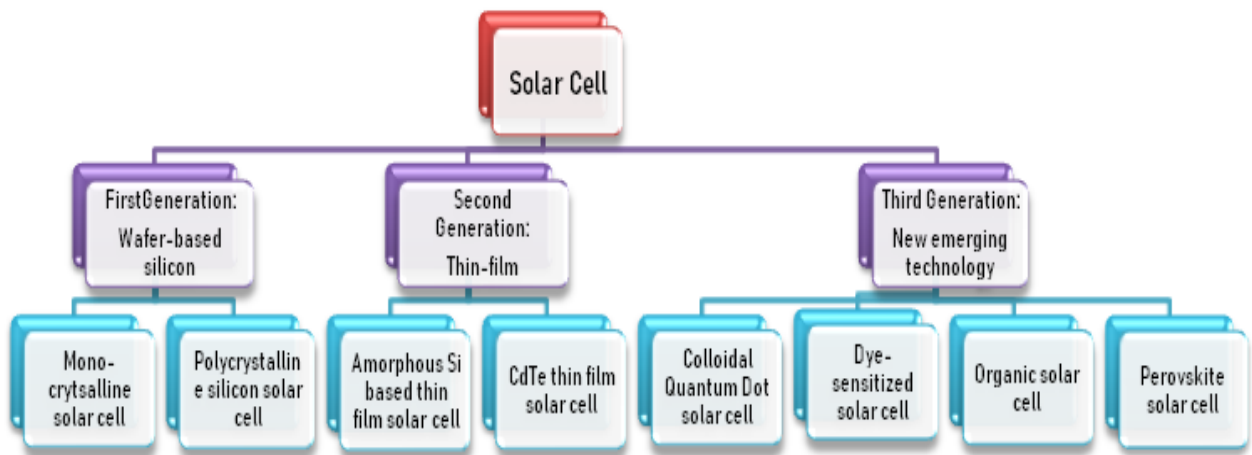 Solar Cell
FirstGeneration:
Wafer-based
silicon
Second
Generation:
Thin-film
Third Generation:
New emerging
technology
Mono-
crytsalline
solar cell
Polycrystallin
e silicon solar
cell
Amorphous Si
based thin
film solar cell
CdTe thin film
solar cell
Colloidal
Quantum Dot
solar cell
Dye-
sensitized
solar cell
Organic solar
cell
Perovskite
solar cell